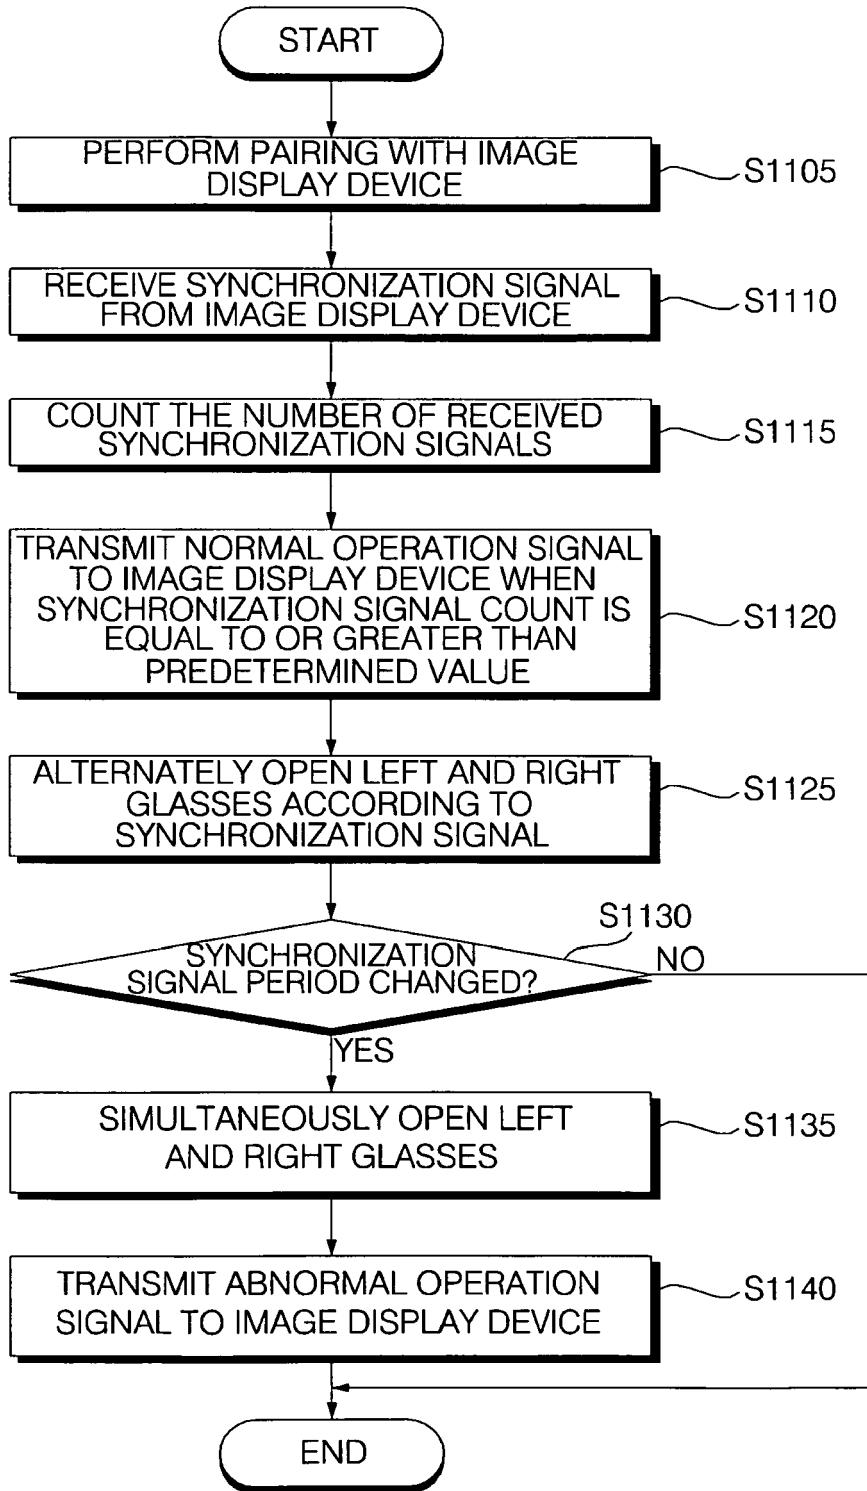 START
PERFORM PAIRING WITH IMAGE
DISPLAY DEVICE
S1105
RECEIVE SYNCHRONIZATION SIGNAL
FROM IMAGE DISPLAY DEVICE
S1110
COUNT THE NUMBER OF RECEIVED
SYNCHRONIZATION SIGNALS
S1115
TRANSMIT NORMAL OPERATION SIGNAL
TO IMAGE DISPLAY DEVICE WHEN
SYNCHRONIZATION SIGNAL COUNT IS
EQUAL TO OR GREATER THAN
PREDETERMINED VALUE
S1120
ALTERNATELY OPEN LEFT AND RIGHT
GLASSES ACCORDING TO
SYNCHRONIZATION SIGNAL
S1125
S1130
SYNCHRONIZATION
SIGNAL PERIOD CHANGED?
NO
YES
SIMULTANEOUSLY OPEN LEFT
AND RIGHT GLASSES
S1135
TRANSMIT ABNORMAL OPERATION
SIGNAL TO IMAGE DISPLAY DEVICE
S1140
END